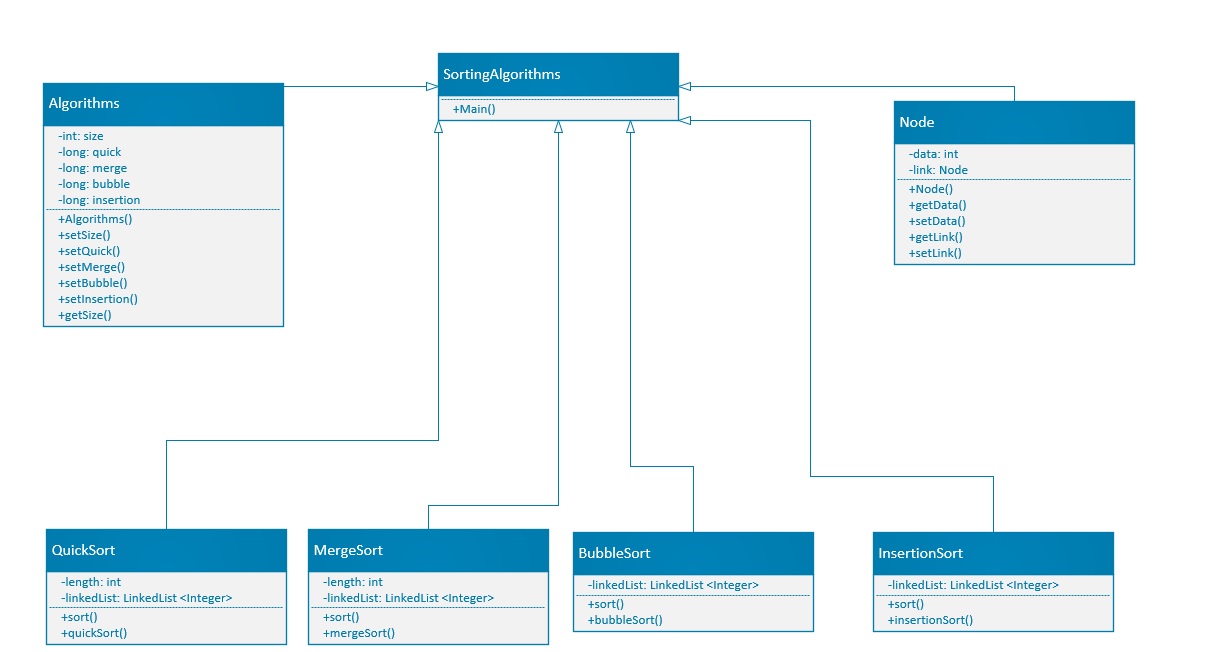 SortingAlgorithms
+Main()
Algorithms
-int: size
-long: quick
-long: merge
-long: bubble
-long: insertion
+Algorithms()
+setSize()
+setQuick()
+setMerge()
+setBubble()
+setInsertion()
+getSize()
Node
-data: int
-link: Node
+Node()
+getData()
+setData()
+getLink()
+setLink()
QuickSort
-length: int
-linkedList: LinkedList <Integer>
+sort()
+quickSort()
MergeSort
-length: int
-linkedList: LinkedList <Integer>
+sort()
+mergeSort()
BubbleSort
-linkedList: LinkedList <Integer>
+sort()
+bubbleSort()
InsertionSort
-linkedList: LinkedList <Integer>
+sort()
+insertionSort()